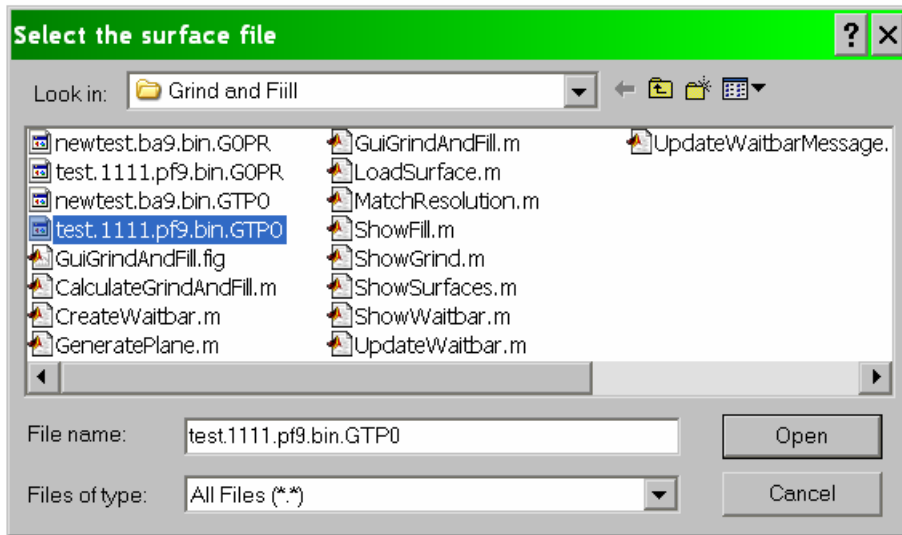 Select the surface file
?
Look in: Grind and Fiill
newtest.ba9.bin.G0PR
test.1111.pf9.bin.G0PR
newtest.ba9.bin.GTP0
test.1111.pf9.bin.GTP0
GuiGrindAndFill.fig
CalculateGrindAndFill.m
CreateWaitbar.m
GeneratePlane.m
GuiGrindAndFill.m
LoadSurface.m
MatchResolution.m
ShowFill.m
ShowGrind.m
ShowSurfaces.m
ShowWaitbar.m
UpdateWaitbar.m
UpdateWaitbarMessage.
File name: test.1111.pf9.bin.GTP0
Open
Files of type: All Files (*.*)
Cancel